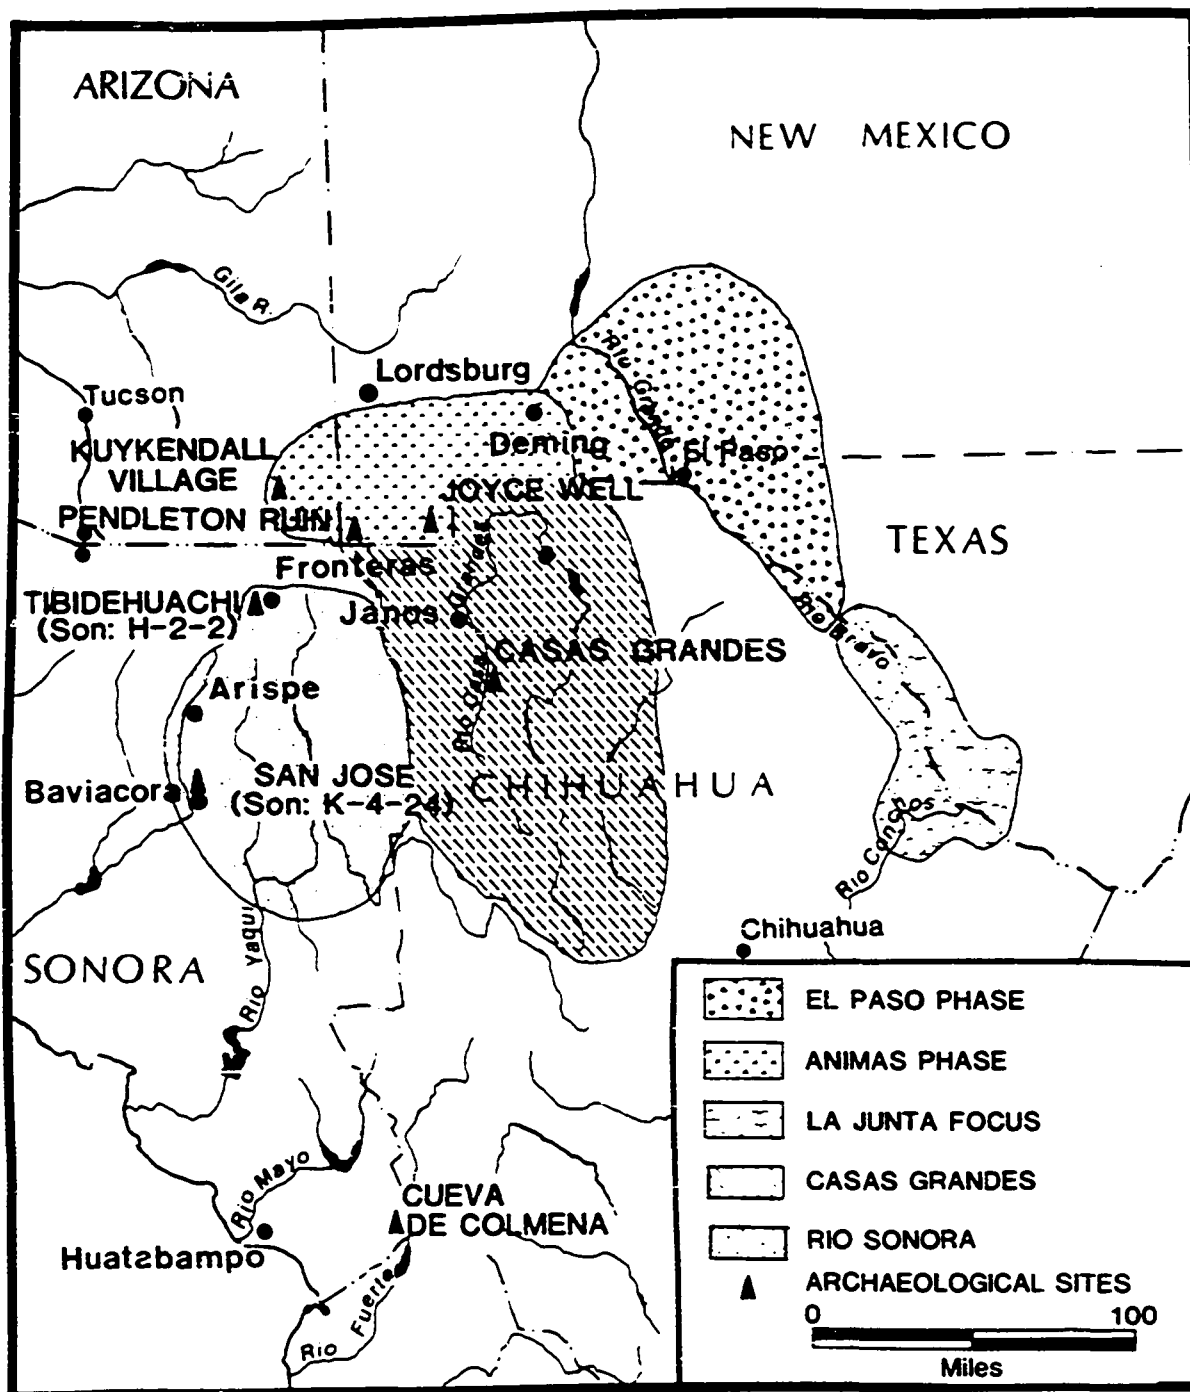 ARIZONA
NEW MEXICO
Gila R.
Lordsburg
Rio Grande
Tucson
Deming
El Paso
KUYKENDALL
VILLAGE
JOYCE WELL
PENDLETON RUIN
TEXAS
Fronteras
TIBIDEHUACHI
(Son: H-2-2)
Janos
Rio Casas Grandes
Rio Bravo
CASAS GRANDES
Arispe
SAN JOSE
(Son: K-4-24)
Baviacora
CHIHUAHUA
Rio Conchos
Chihuahua
SONORA
Rio Yaqui
Rio Mayo
CUEVA
DE COLMENA
Huatabampo
Rio Fuerte
EL PASO PHASE
ANIMAS PHASE
LA JUNTA FOCUS
CASAS GRANDES
RIO SONORA
ARCHAEOLOGICAL SITES
0 100
Miles